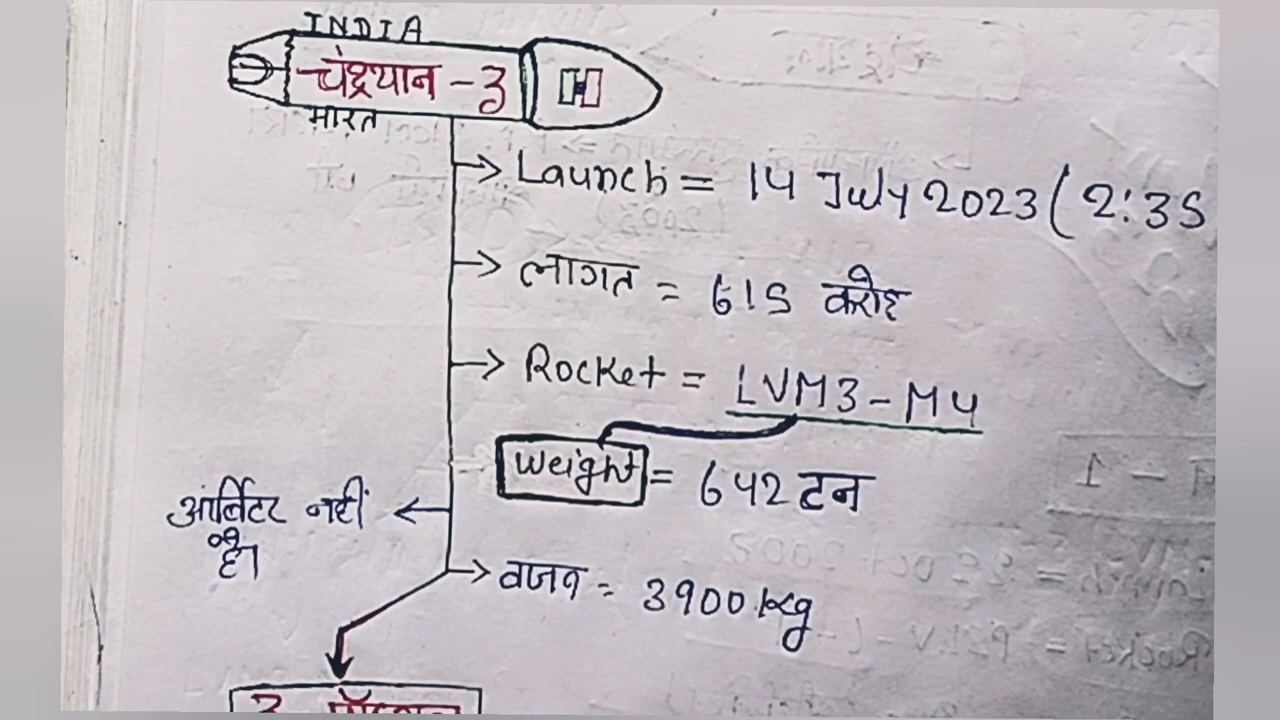 INDIA
चंद्रयान - 3
भारत
Launch = 14 July 2023 ( 2:35
लागत = 615 करोड़
Rocket = LVM3-M4
Weight = 642 टन
आर्बिटर नहीं
है।
वजन = 3900 kg